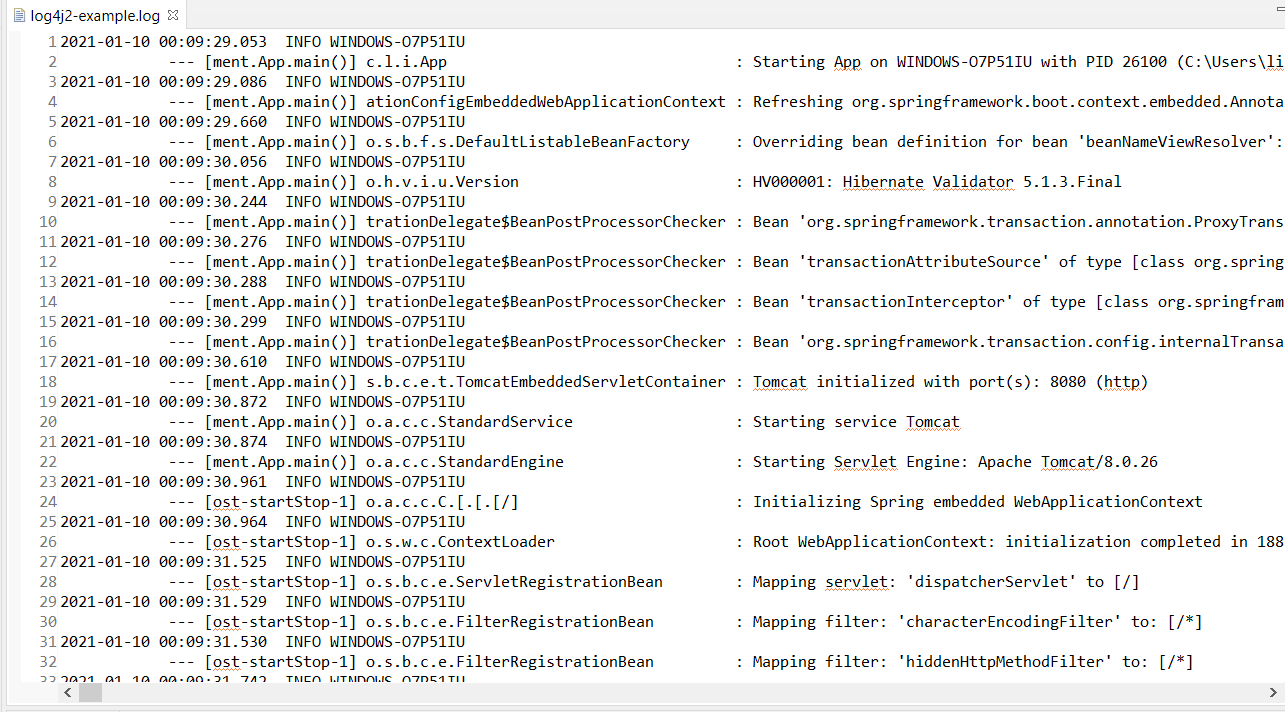 log4j2-example.log
1 2021-01-10 00:09:29.053  INFO WINDOWS-O7P51IU
2             --- [ment.App.main()] c.l.i.App                                : Starting App on WINDOWS-O7P51IU with PID 26100 (C:\Users\li
3 2021-01-10 00:09:29.086  INFO WINDOWS-O7P51IU
4             --- [ment.App.main()] ationConfigEmbeddedWebApplicationContext : Refreshing org.springframework.boot.context.embedded.Annota
5 2021-01-10 00:09:29.660  INFO WINDOWS-O7P51IU
6             --- [ment.App.main()] o.s.b.f.s.DefaultListableBeanFactory     : Overriding bean definition for bean 'beanNameViewResolver':
7 2021-01-10 00:09:30.056  INFO WINDOWS-O7P51IU
8             --- [ment.App.main()] o.h.v.i.u.Version                        : HV000001: Hibernate Validator 5.1.3.Final
9 2021-01-10 00:09:30.244  INFO WINDOWS-O7P51IU
10             --- [ment.App.main()] trationDelegate$BeanPostProcessorChecker : Bean 'org.springframework.transaction.annotation.ProxyTrans
11 2021-01-10 00:09:30.276  INFO WINDOWS-O7P51IU
12             --- [ment.App.main()] trationDelegate$BeanPostProcessorChecker : Bean 'transactionAttributeSource' of type [class org.spring
13 2021-01-10 00:09:30.288  INFO WINDOWS-O7P51IU
14             --- [ment.App.main()] trationDelegate$BeanPostProcessorChecker : Bean 'transactionInterceptor' of type [class org.springfram
15 2021-01-10 00:09:30.299  INFO WINDOWS-O7P51IU
16             --- [ment.App.main()] trationDelegate$BeanPostProcessorChecker : Bean 'org.springframework.transaction.config.internalTransa
17 2021-01-10 00:09:30.610  INFO WINDOWS-O7P51IU
18             --- [ment.App.main()] s.b.c.e.t.TomcatEmbeddedServletContainer : Tomcat initialized with port(s): 8080 (http)
19 2021-01-10 00:09:30.872  INFO WINDOWS-O7P51IU
20             --- [ment.App.main()] o.a.c.c.StandardService                  : Starting service Tomcat
21 2021-01-10 00:09:30.874  INFO WINDOWS-O7P51IU
22             --- [ment.App.main()] o.a.c.c.StandardEngine                   : Starting Servlet Engine: Apache Tomcat/8.0.26
23 2021-01-10 00:09:30.961  INFO WINDOWS-O7P51IU
24             --- [ost-startStop-1] o.a.c.c.C.[.[.[/]                        : Initializing Spring embedded WebApplicationContext
25 2021-01-10 00:09:30.964  INFO WINDOWS-O7P51IU
26             --- [ost-startStop-1] o.s.w.c.ContextLoader                    : Root WebApplicationContext: initialization completed in 188
27 2021-01-10 00:09:31.525  INFO WINDOWS-O7P51IU
28             --- [ost-startStop-1] o.s.b.c.e.ServletRegistrationBean        : Mapping servlet: 'dispatcherServlet' to [/]
29 2021-01-10 00:09:31.529  INFO WINDOWS-O7P51IU
30             --- [ost-startStop-1] o.s.b.c.e.FilterRegistrationBean         : Mapping filter: 'characterEncodingFilter' to: [/*]
31 2021-01-10 00:09:31.530  INFO WINDOWS-O7P51IU
32             --- [ost-startStop-1] o.s.b.c.e.FilterRegistrationBean         : Mapping filter: 'hiddenHttpMethodFilter' to: [/*]
33 2021-01-10 00:09:31.742  INFO WINDOWS-O7P51IU